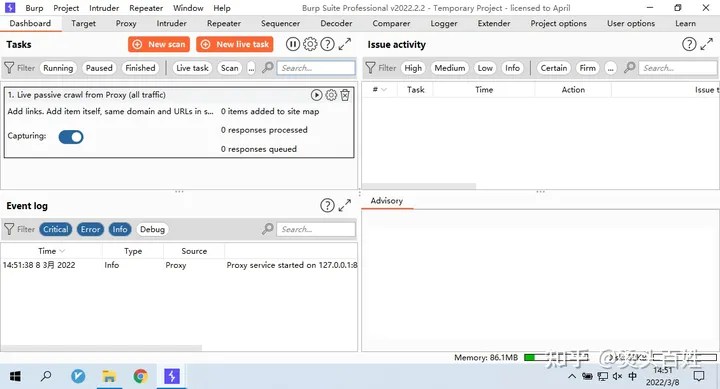 Burp Project Intruder Repeater Window Help Burp Suite Professional v2022.2.2 - Temporary Project - licensed to April
Dashboard Target Proxy Intruder Repeater Sequencer Decoder Comparer Logger Extender Project options User options Learn
Tasks
New scan
New live task
Filter Running Paused Finished Live task Scan ... Search...
1. Live passive crawl from Proxy (all traffic)
Add links. Add item itself, same domain and URLs in s... 0 items added to site map
Capturing: 0 responses processed
0 responses queued
Event log
Filter Critical Error Info Debug Search...
Time Type Source
14:51:38 8 3月 2022 Info Proxy Proxy service started on 127.0.0.1:8
Issue activity
Filter High Medium Low Info Certain Firm ... Search...
# Task Time Action Issue t
Advisory
Memory: 86.1MB
知乎
中 14:51
2022/3/8